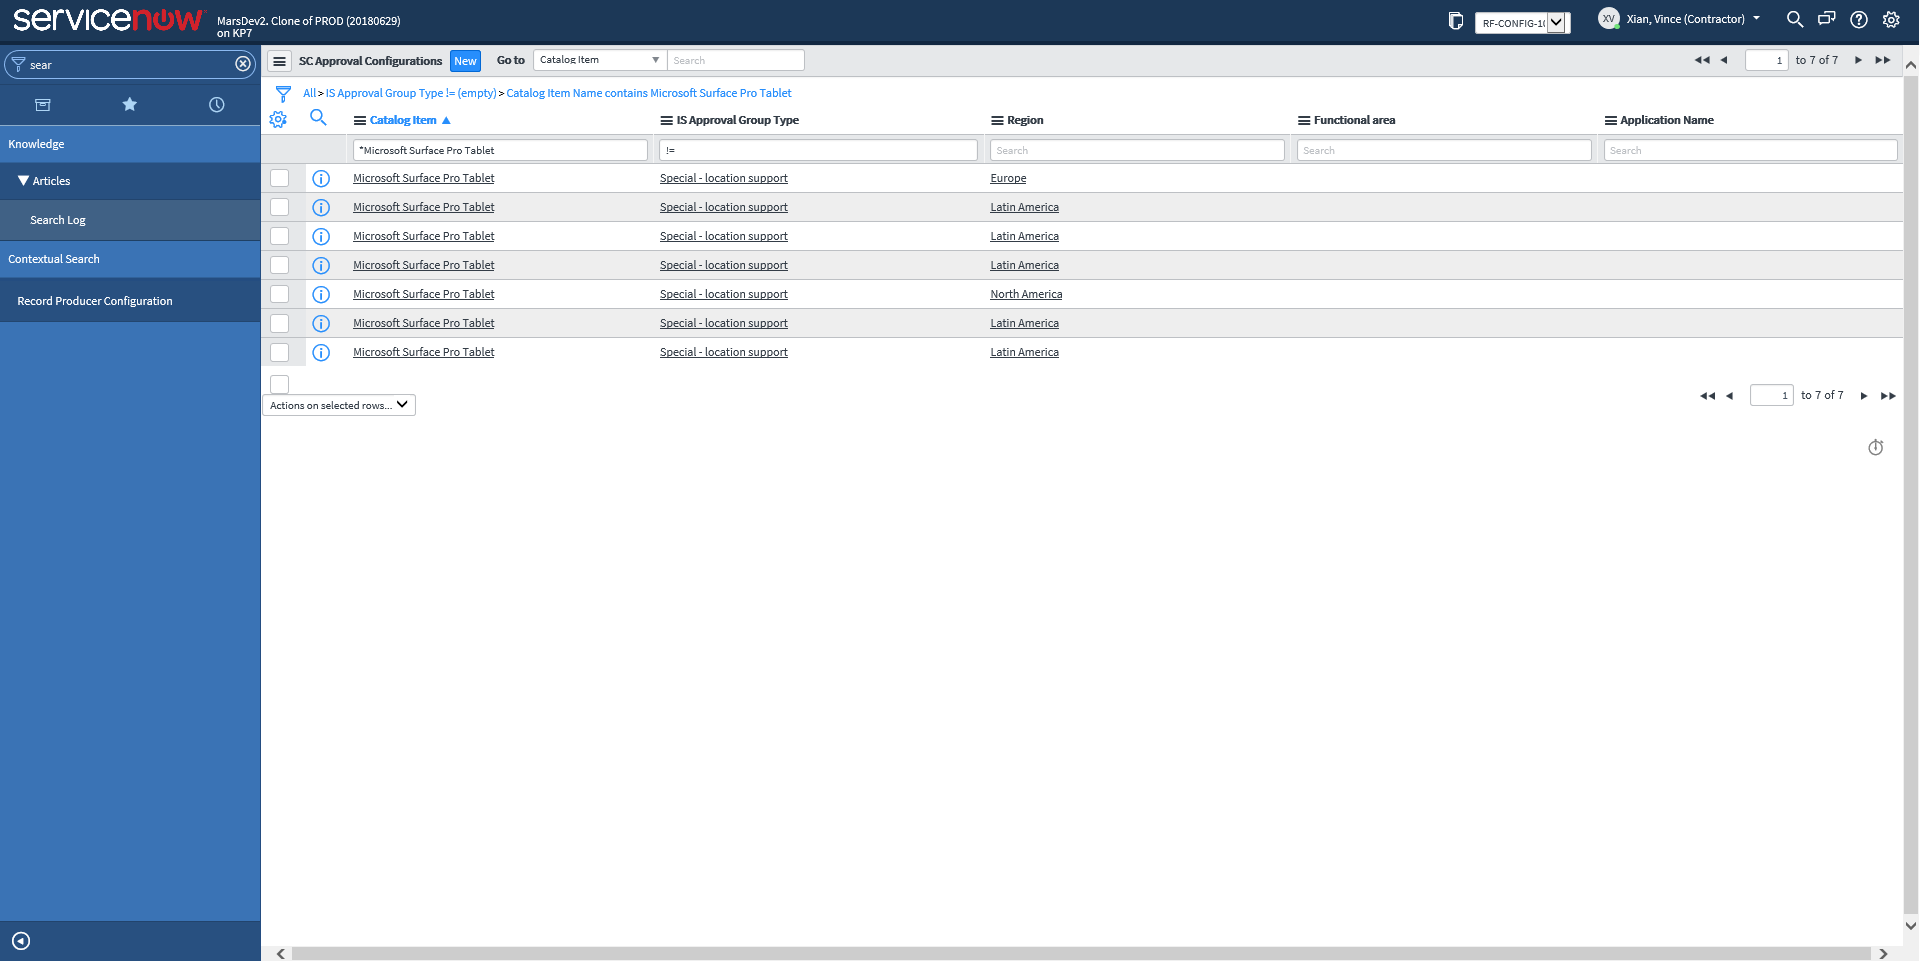 servicenow
MarsDev2. Clone of PROD (20180629)
on KP7
RF-CONFIG-1
XV
Xian, Vince (Contractor)
sear
SC Approval Configurations
New
Go to
Catalog Item
Search
1 to 7 of 7
All > IS Approval Group Type != (empty) > Catalog Item Name contains Microsoft Surface Pro Tablet
Catalog Item
IS Approval Group Type
Region
Functional area
Application Name
*Microsoft Surface Pro Tablet
!=
Search
Search
Search
Microsoft Surface Pro Tablet Special - location support Europe
Microsoft Surface Pro Tablet Special - location support Latin America
Microsoft Surface Pro Tablet Special - location support Latin America
Microsoft Surface Pro Tablet Special - location support Latin America
Microsoft Surface Pro Tablet Special - location support North America
Microsoft Surface Pro Tablet Special - location support Latin America
Microsoft Surface Pro Tablet Special - location support Latin America
Actions on selected rows...
1 to 7 of 7
Knowledge
Articles
Search Log
Contextual Search
Record Producer Configuration